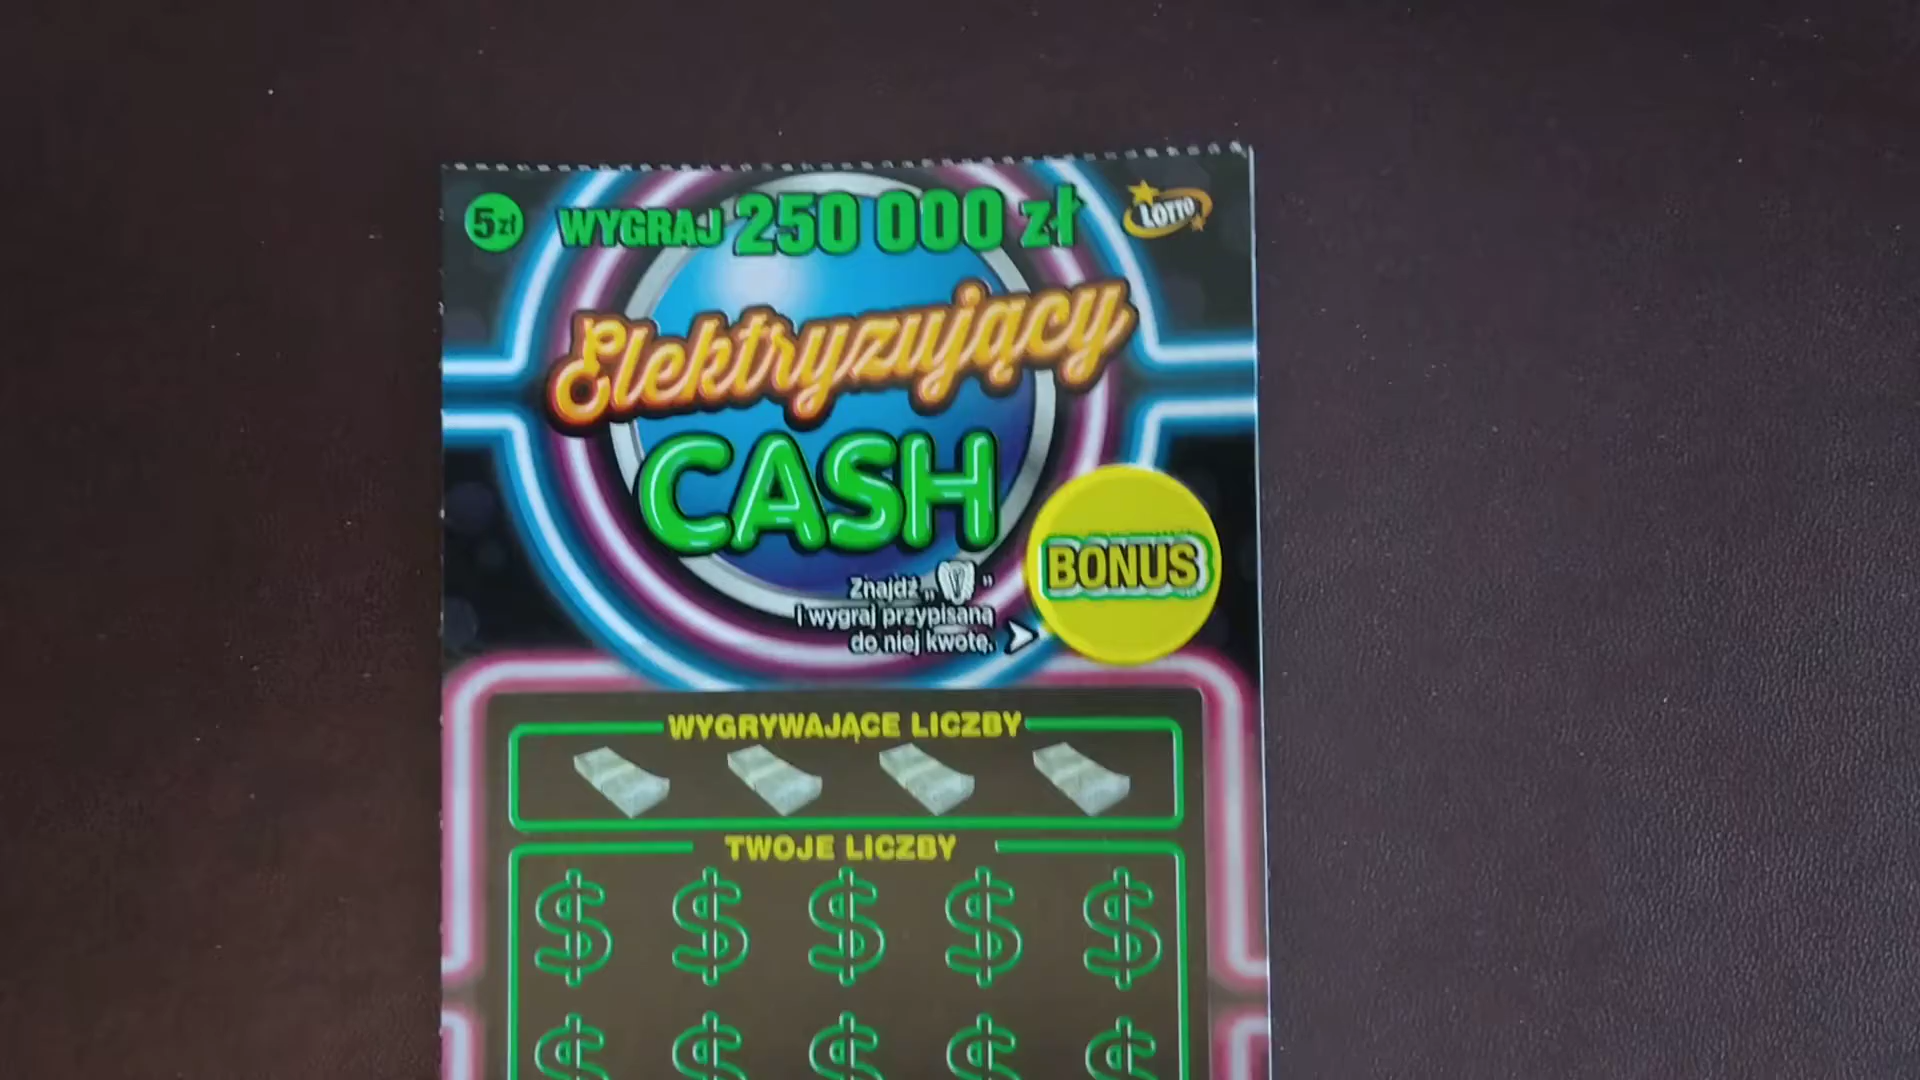 5zł WYGRAJ 250 000 zł LOTTO
Elektryzujący
CASH
BONUS
Znajdź „ ”
i wygraj przypisaną
do niej kwotę.
WYGRYWAJĄCE LICZBY
TWOJE LICZBY
$ $ $ $ $
$ $ $ $ $